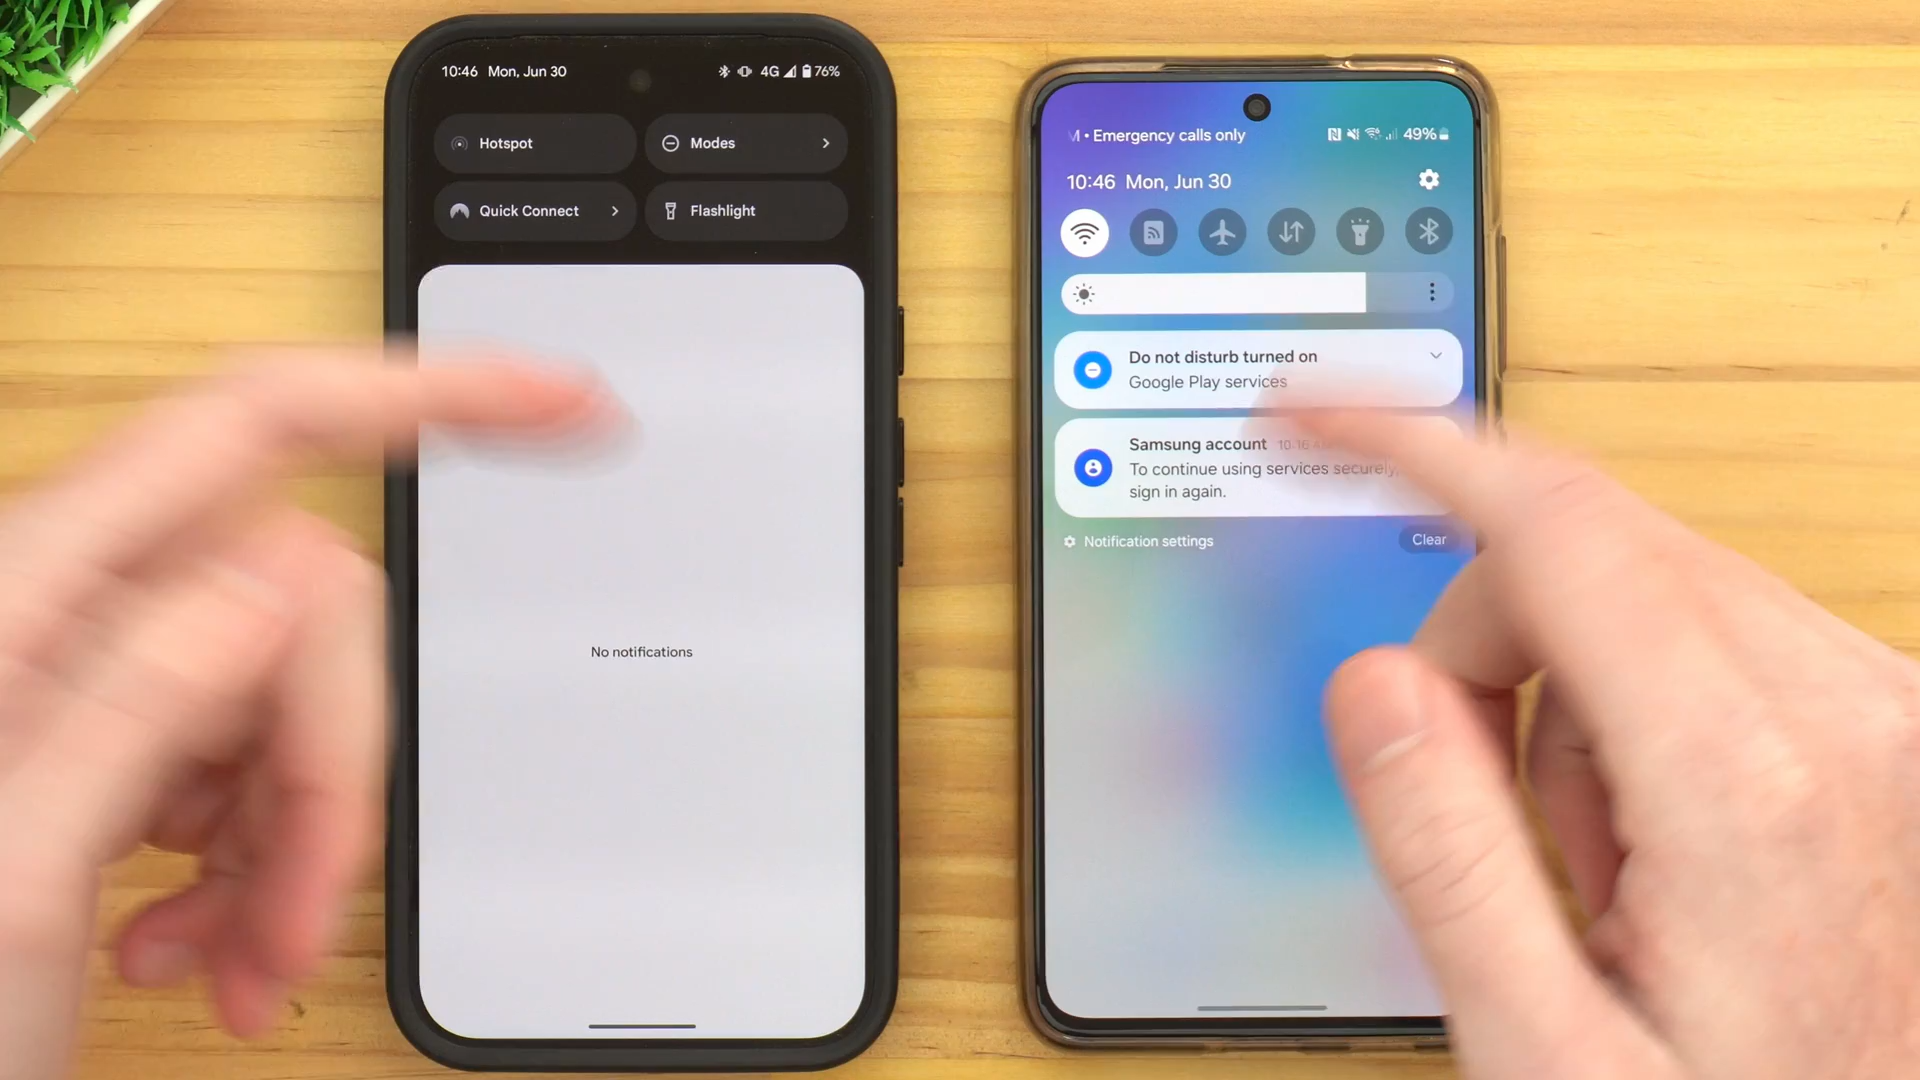 10:46 Mon, Jun 30
4G 76%
Hotspot
Modes
Quick Connect
Flashlight
No notifications
• Emergency calls only
49%
10:46 Mon, Jun 30
Do not disturb turned on
Google Play services
Samsung account 10:16
To continue using services securely,
sign in again.
Notification settings
Clear